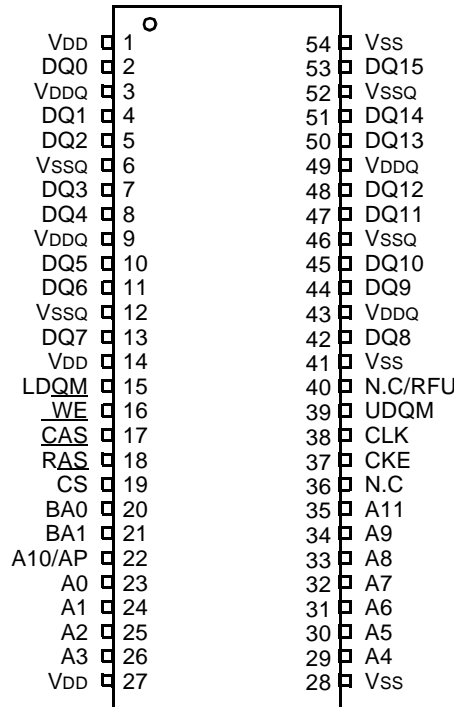 VDD 1 54 VSS
DQ0 2 53 DQ15
VDDQ 3 52 VSSQ
DQ1 4 51 DQ14
DQ2 5 50 DQ13
VSSQ 6 49 VDDQ
DQ3 7 48 DQ12
DQ4 8 47 DQ11
VDDQ 9 46 VSSQ
DQ5 10 45 DQ10
DQ6 11 44 DQ9
VSSQ 12 43 VDDQ
DQ7 13 42 DQ8
VDD 14 41 VSS
LDQM 15 40 N.C/RFU
WE 16 39 UDQM
CAS 17 38 CLK
RAS 18 37 CKE
CS 19 36 N.C
BA0 20 35 A11
BA1 21 34 A9
A10/AP 22 33 A8
A0 23 32 A7
A1 24 31 A6
A2 25 30 A5
A3 26 29 A4
VDD 27 28 VSS